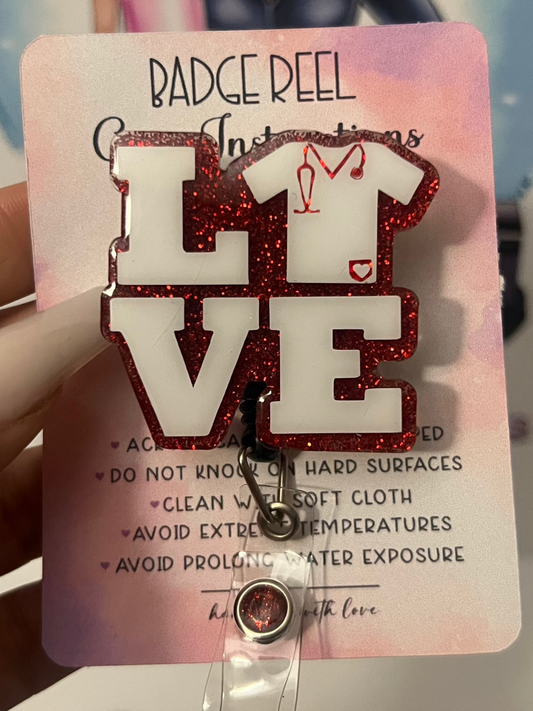 BADGE REEL
L
VE
DO NOT KNOCK ON HARD SURFACES
CLEAN WITH SOFT CLOTH
AVOID EXTREME TEMPERATURES
AVOID PROLONG WATER EXPOSURE
with love